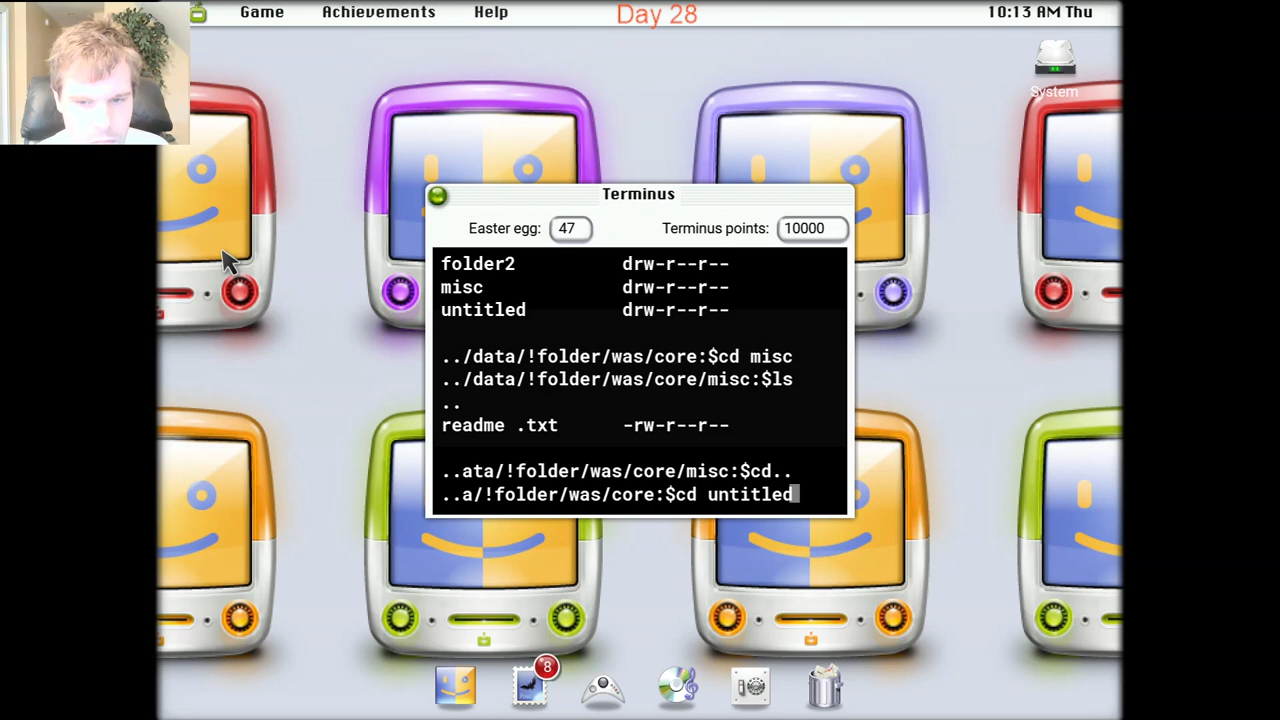 Game Achievements Help Day 28 10:13 AM Thu
System
Terminus
Easter egg: 47 Terminus points: 10000
folder2 drw-r--r--
misc drw-r--r--
untitled drw-r--r--
../data/!folder/was/core:$cd misc
../data/!folder/was/core/misc:$ls
..
readme .txt -rw-r--r--
..ata/!folder/was/core/misc:$cd..
..a/!folder/was/core:$cd untitled
8